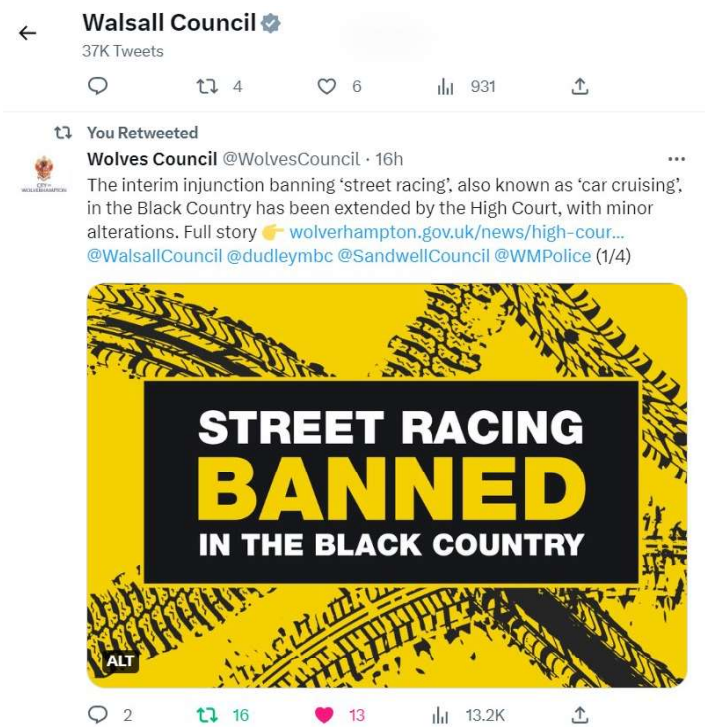 Walsall Council
37K Tweets
4 6 931
You Retweeted
Wolves Council @WolvesCouncil · 16h
The interim injunction banning ‘street racing’, also known as ‘car cruising’,
in the Black Country has been extended by the High Court, with minor
alterations. Full story 👉 wolverhampton.gov.uk/news/high-cour...
@WalsallCouncil @dudleymbc @SandwellCouncil @WMPolice (1/4)
CITY OF
WOLVERHAMPTON
STREET RACING
BANNED
IN THE BLACK COUNTRY
ALT
2 16 13 13.2K